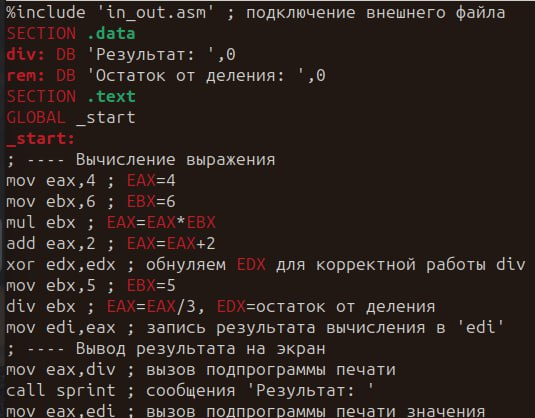 %include 'in_out.asm' ; подключение внешнего файла
SECTION .data
div: DB 'Результат: ',0
rem: DB 'Остаток от деления: ',0
SECTION .text
GLOBAL _start
_start:
; ---- Вычисление выражения
mov eax,4 ; EAX=4
mov ebx,6 ; EBX=6
mul ebx ; EAX=EAX*EBX
add eax,2 ; EAX=EAX+2
xor edx,edx ; обнуляем EDX для корректной работы div
mov ebx,5 ; EBX=5
div ebx ; EAX=EAX/3, EDX=остаток от деления
mov edi,eax ; запись результата вычисления в 'edi'
; ---- Вывод результата на экран
mov eax,div ; вызов подпрограммы печати
call sprint ; сообщения 'Результат: '
mov eax,edi ; вызов подпрограммы печати значения